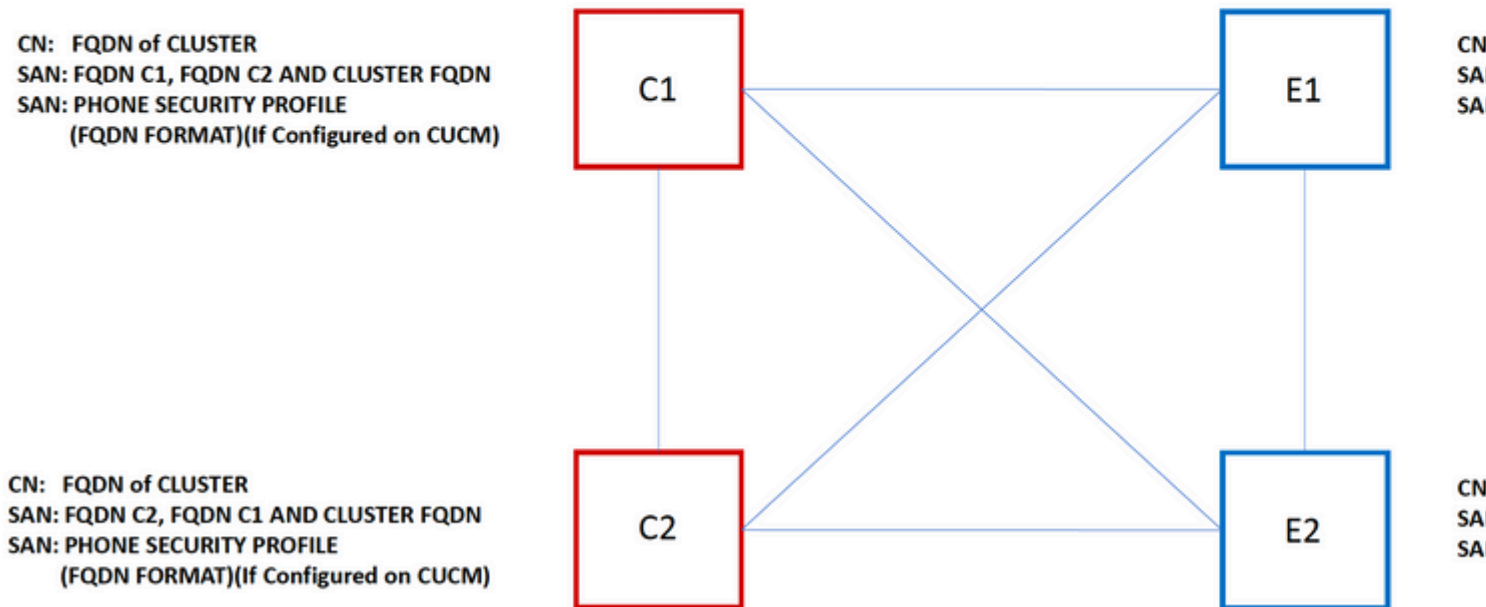 CN: FQDN of CLUSTER
SAN: FQDN C1, FQDN C2 AND CLUSTER FQDN
SAN: PHONE SECURITY PROFILE
(FQDN FORMAT)(If Configured on CUCM)
C1
E1
CN
SA
SA
CN: FQDN of CLUSTER
SAN: FQDN C2, FQDN C1 AND CLUSTER FQDN
SAN: PHONE SECURITY PROFILE
(FQDN FORMAT)(If Configured on CUCM)
C2
E2
CN
SA
SA